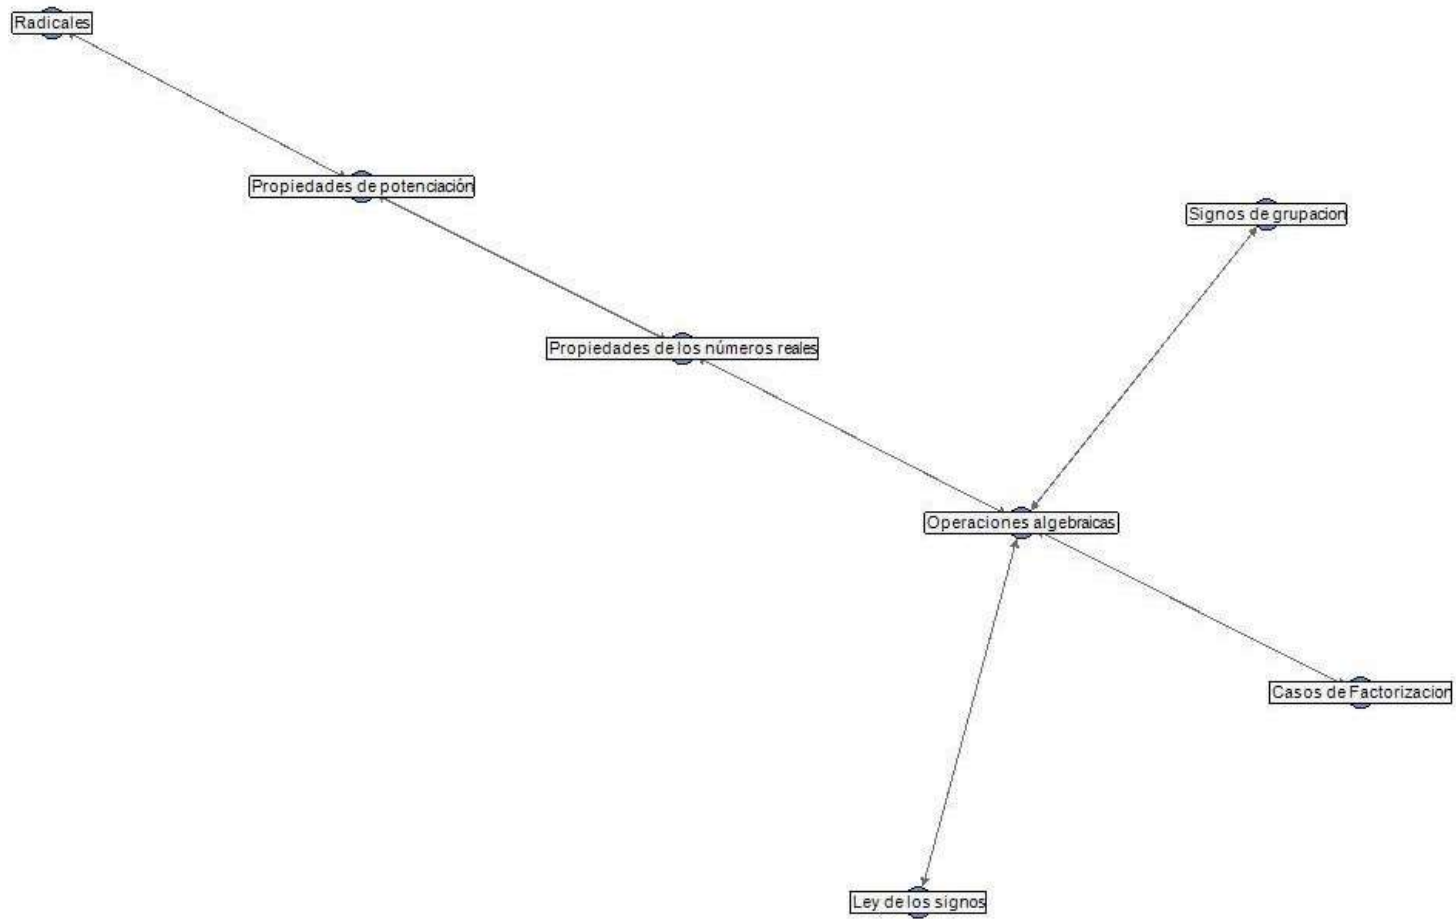 Radicales
Propiedades de potenciación
Signos de grupacion
Propiedades de los números reales
Operaciones algebraicas
Casos de Factorizacion
Ley de los signos